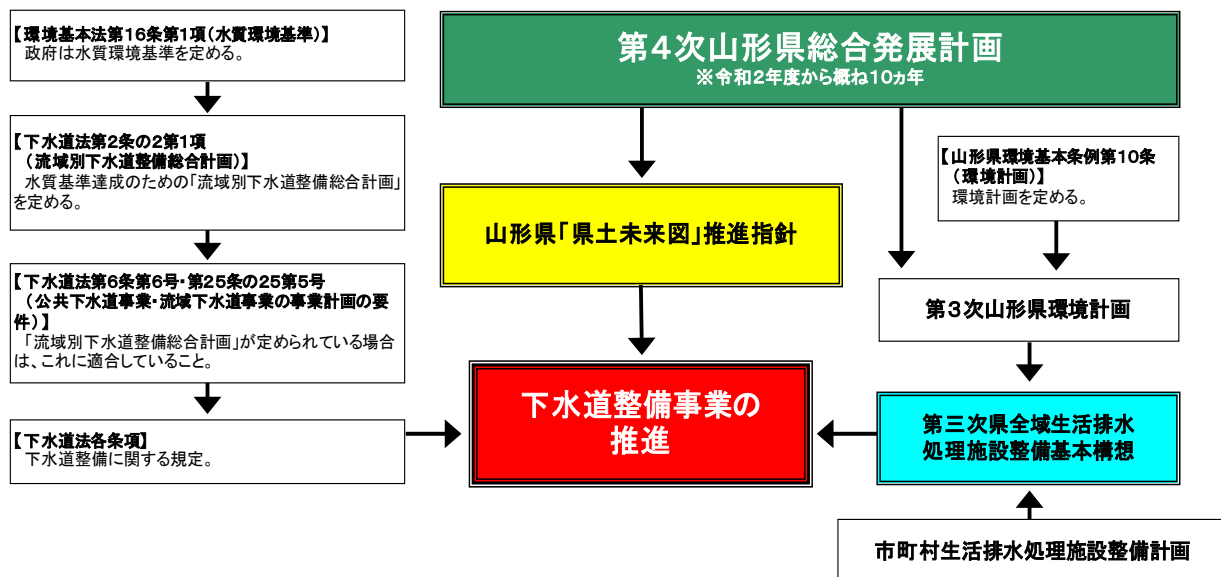 【環境基本法第16条第1項(水質環境基準)】
政府は水質環境基準を定める。
【下水道法第2条の2第1項
（流域別下水道整備総合計画)】
水質基準達成のための「流域別下水道整備総合計画」
を定める。
【下水道法第6条第6号・第25条の25第5号
（公共下水道事業・流域下水道事業の事業計画の要
件)】
「流域別下水道整備総合計画」が定められている場合
は、これに適合していること。
【下水道法各条項】
下水道整備に関する規定。
第４次山形県総合発展計画
※令和2年度から概ね10ヵ年
山形県「県土未来図」推進指針
下水道整備事業の
推進
【山形県環境基本条例第10条
（環境計画)】
環境計画を定める。
第３次山形県環境計画
第三次県全域生活排水
処理施設整備基本構想
市町村生活排水処理施設整備計画